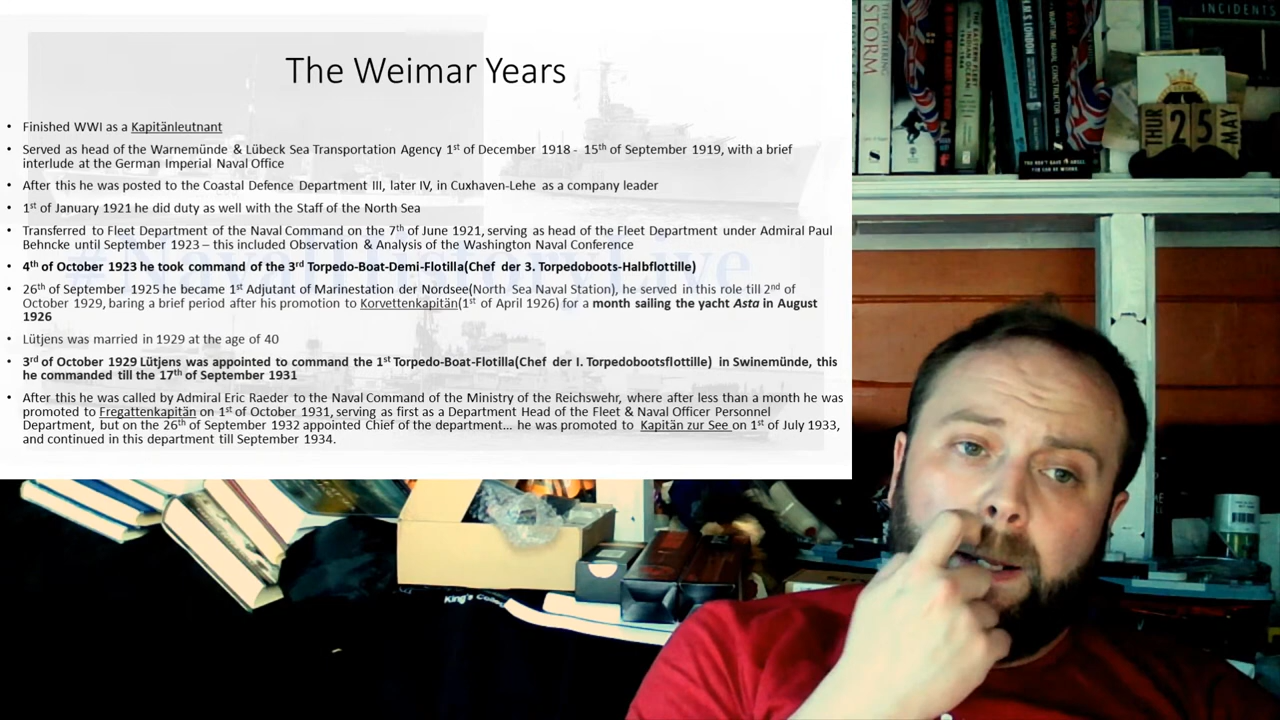 The Weimar Years
• Finished WWI as a Kapitänleutnant
• Served as head of the Warnemünde & Lübeck Sea Transportation Agency 1st of December 1918 - 15th of September 1919, with a brief
interlude at the German Imperial Naval Office
• After this he was posted to the Coastal Defence Department III, later IV, in Cuxhaven-Lehe as a company leader
• 1st of January 1921 he did duty as well with the Staff of the North Sea
• Transferred to Fleet Department of the Naval Command on the 7th of June 1921, serving as head of the Fleet Department under Admiral Paul
Behncke until September 1923 – this included Observation & Analysis of the Washington Naval Conference
• 4th of October 1923 he took command of the 3rd Torpedo-Boat-Demi-Flotilla(Chef der 3. Torpedoboots-Halbflottille)
• 26th of September 1925 he became 1st Adjutant of Marinestation der Nordsee(North Sea Naval Station), he served in this role till 2nd of
October 1929, baring a brief period after his promotion to Korvettenkapitän(1st of April 1926) for a month sailing the yacht Asta in August
1926
• Lütjens was married in 1929 at the age of 40
• 3rd of October 1929 Lütjens was appointed to command the 1st Torpedo-Boat-Flotilla(Chef der I. Torpedobootsflottille) in Swinemünde, this
he commanded till the 17th of September 1931
• After this he was called by Admiral Eric Raeder to the Naval Command of the Ministry of the Reichswehr, where after less than a month he was
promoted to Fregattenkapitän on 1st of October 1931, serving as first as a Department Head of the Fleet & Naval Officer Personnel
Department, but on the 26th of September 1932 appointed Chief of the department... he was promoted to Kapitän zur See on 1st of July 1933,
and continued in this department till September 1934.
#NavalHistoryLive
THE GATHERING
STORM
THE EASTERN FLEET
INCIDENTS
THUR 25 MAY
King's